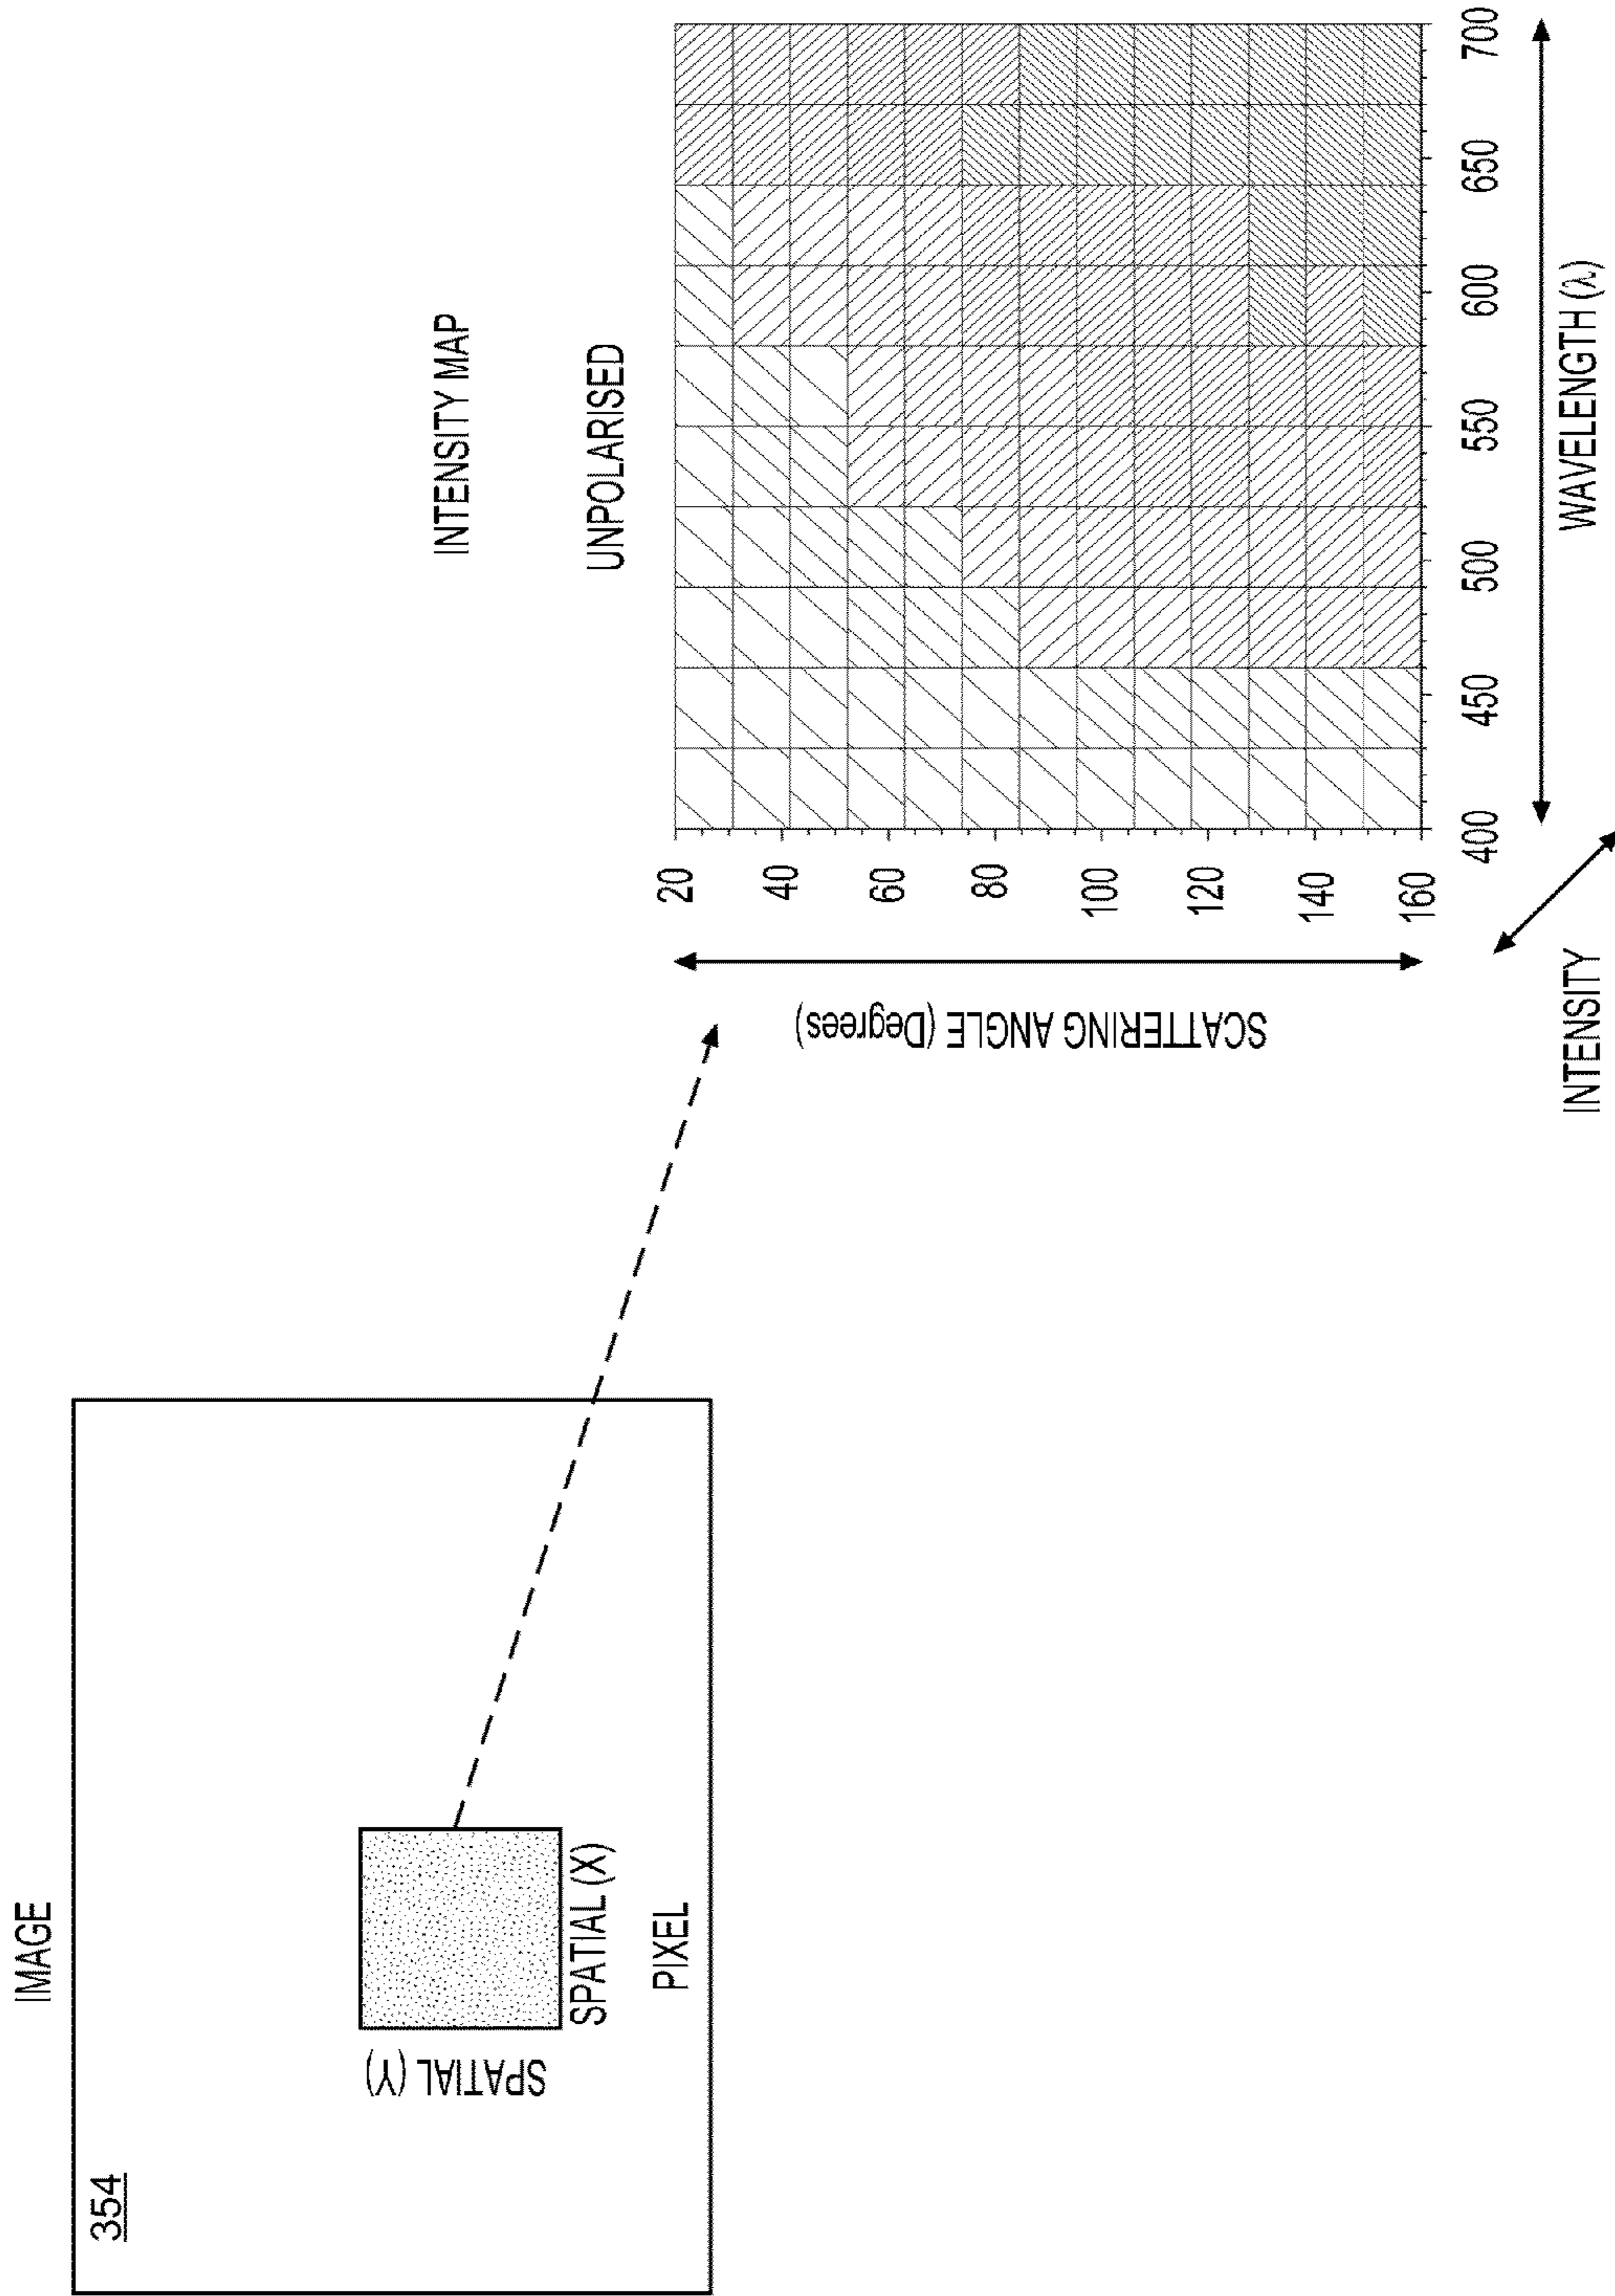 IMAGE
354
SPATIAL (Y)
SPATIAL (X)
PIXEL
INTENSITY MAP
UNPOLARISED
SCATTERING ANGLE (Degrees)
20
40
60
80
100
120
140
160
400 450 500 550 600 650 700
WAVELENGTH (λ)
INTENSITY